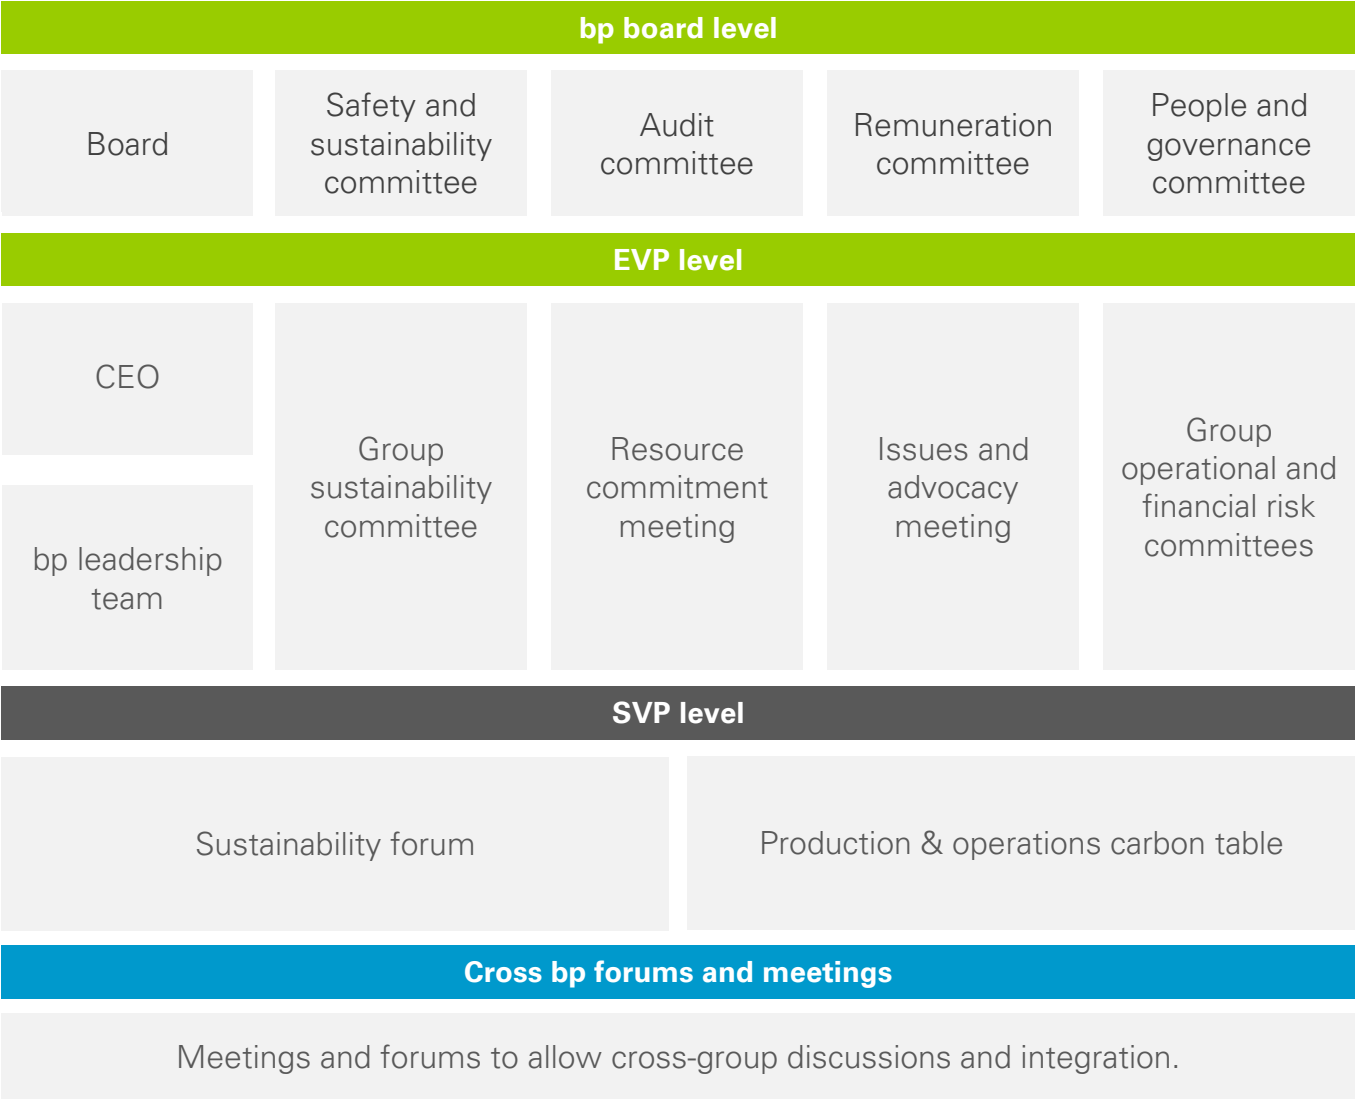 bp board level
Board
Safety and
sustainability
committee
Audit
committee
Remuneration
committee
People and
governance
committee
EVP level
CEO
bp leadership
team
Group
sustainability
committee
Resource
commitment
meeting
Issues and
advocacy
meeting
Group
operational and
financial risk
committees
SVP level
Sustainability forum
Production & operations carbon table
Cross bp forums and meetings
Meetings and forums to allow cross-group discussions and integration.